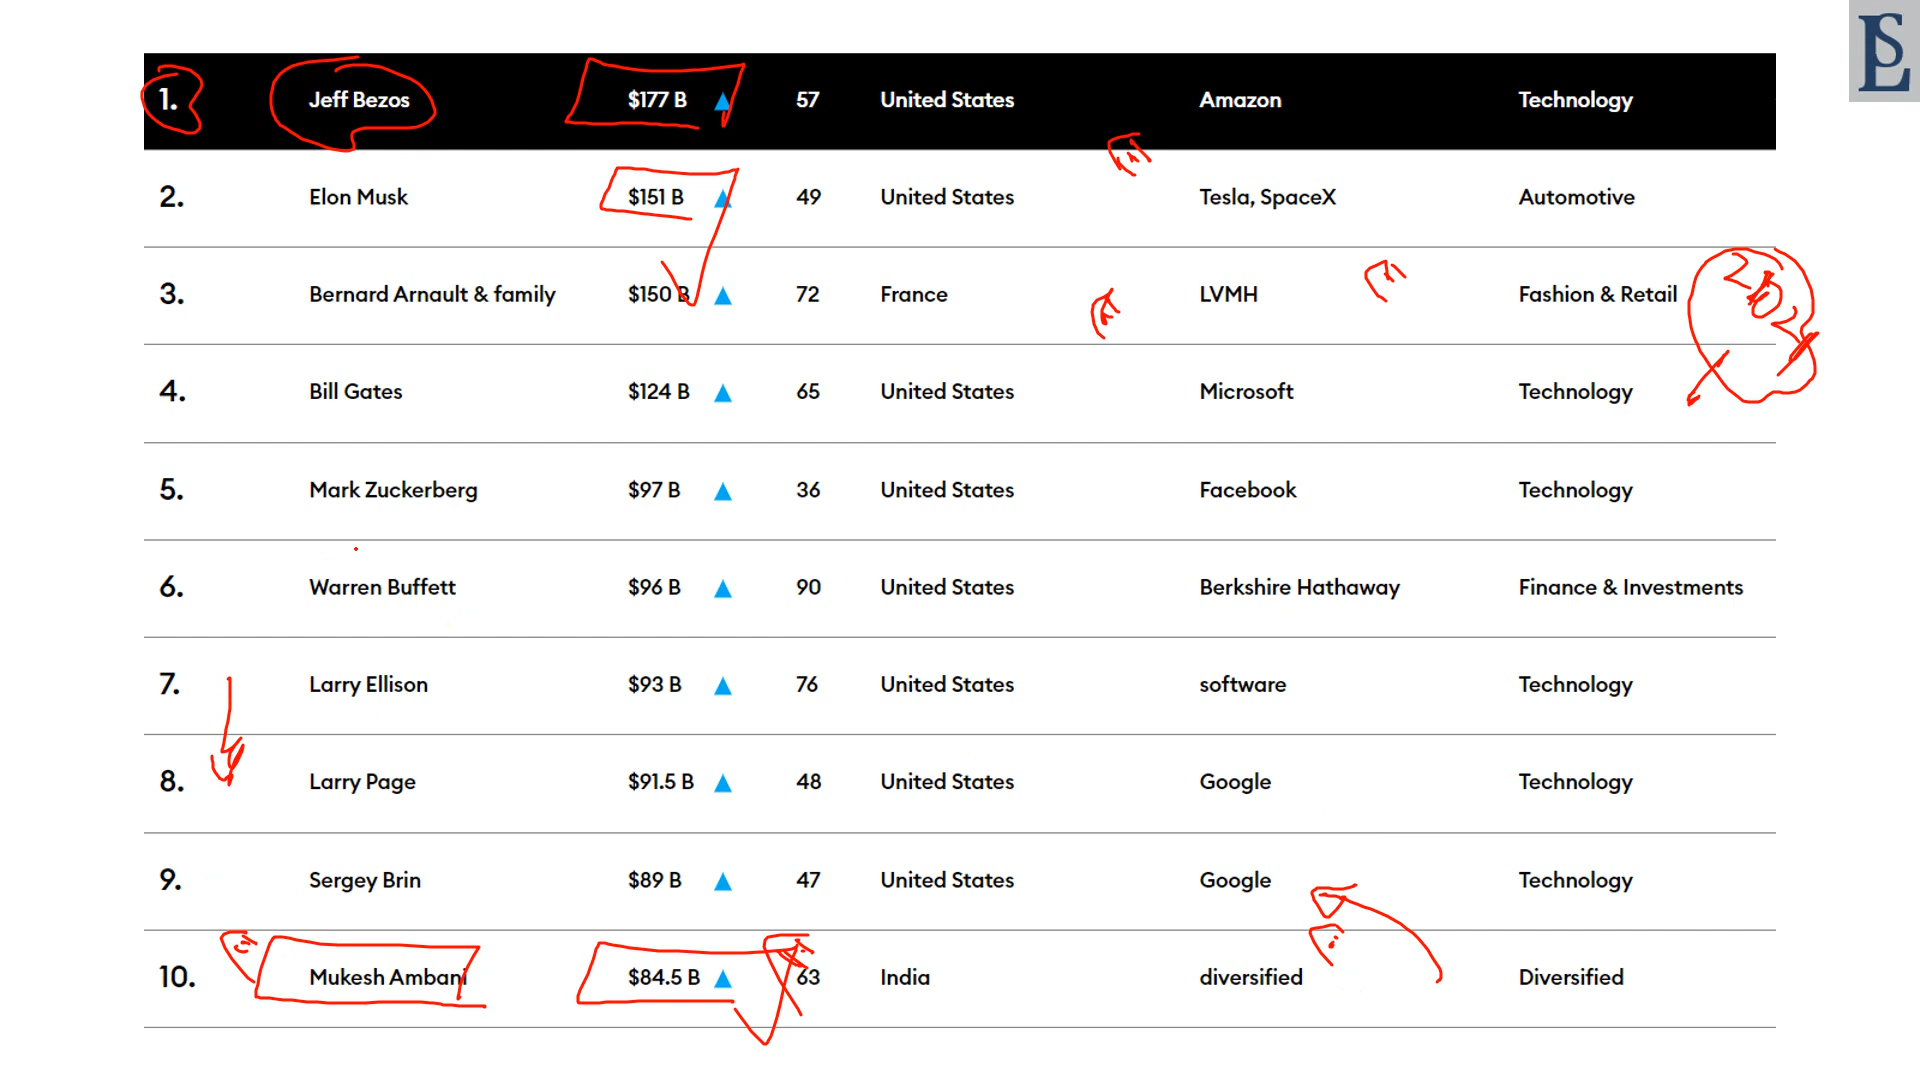 1. Jeff Bezos $177 B 57 United States Amazon Technology
2. Elon Musk $151 B 49 United States Tesla, SpaceX Automotive
3. Bernard Arnault & family $150 B 72 France LVMH Fashion & Retail
4. Bill Gates $124 B 65 United States Microsoft Technology
5. Mark Zuckerberg $97 B 36 United States Facebook Technology
6. Warren Buffett $96 B 90 United States Berkshire Hathaway Finance & Investments
7. Larry Ellison $93 B 76 United States software Technology
8. Larry Page $91.5 B 48 United States Google Technology
9. Sergey Brin $89 B 47 United States Google Technology
10. Mukesh Ambani $84.5 B 63 India diversified Diversified